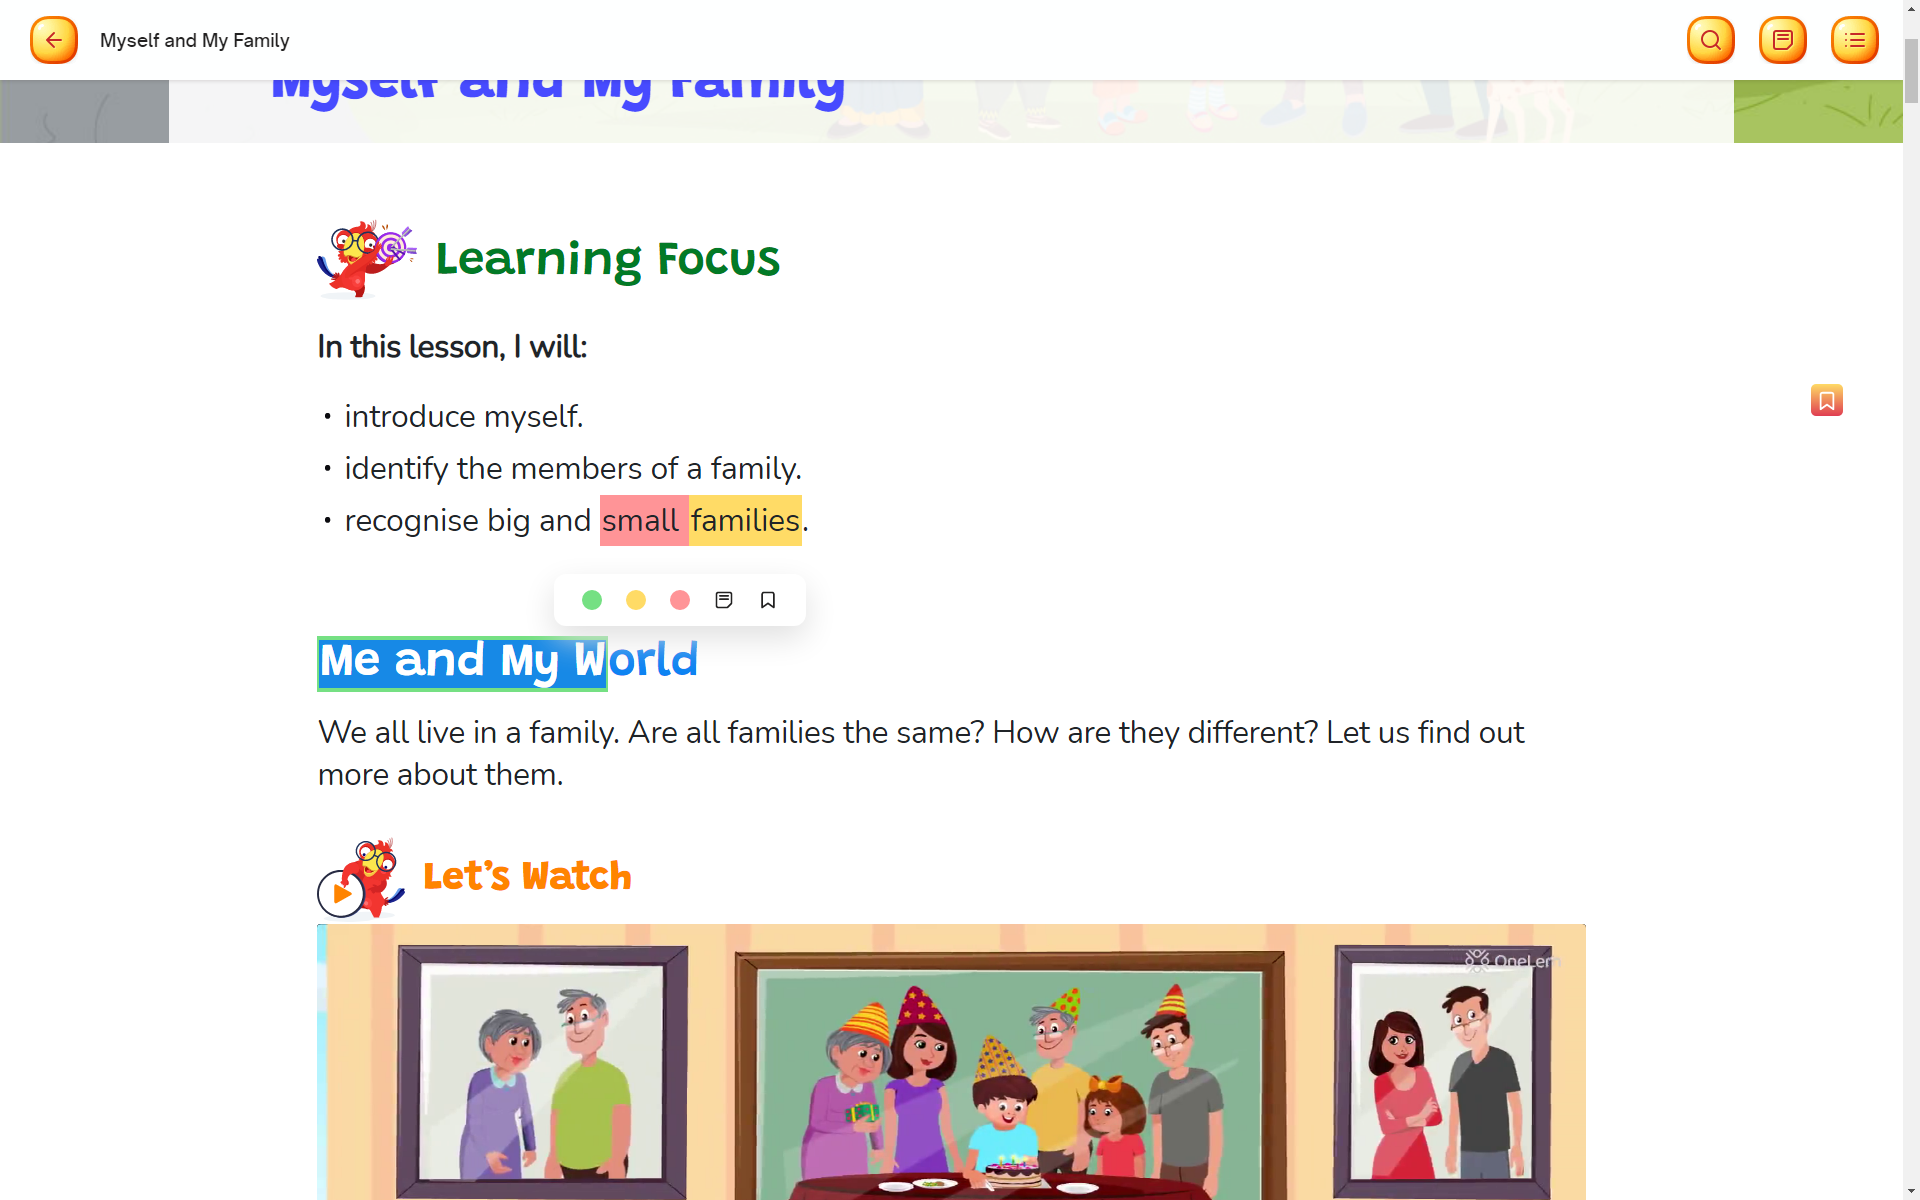 Myself and My Family
Myself and My Family
Learning Focus
In this lesson, I will:
• introduce myself.
• identify the members of a family.
• recognise big and small families.
Me and My World
We all live in a family. Are all families the same? How are they different? Let us find out
more about them.
Let’s Watch
OneLern